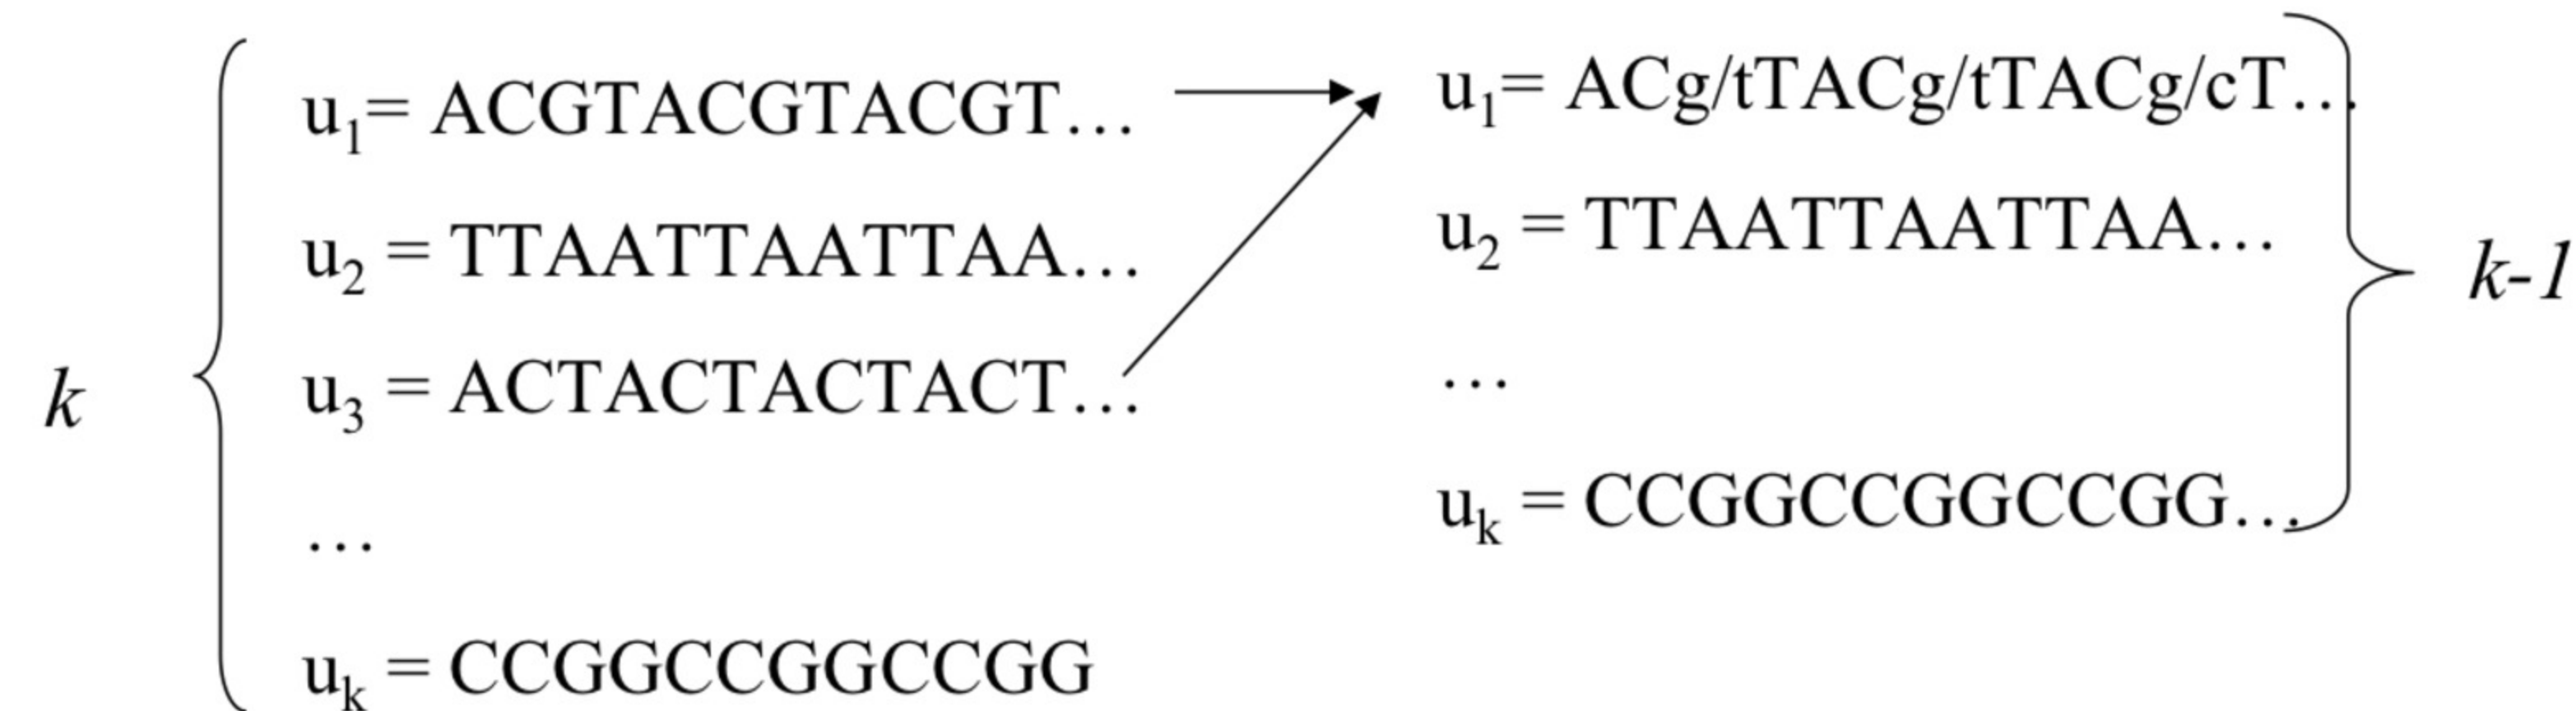 k
u1= ACGTACGTACGT…
u2 = TTAATTAATTAA…
u3 = ACTACTACTACT…
…
uk = CCGGCCGGCCGG
u1= ACg/tTACg/tTACg/cT…
u2 = TTAATTAATTAA…
…
uk = CCGGCCGGCCGG…
k-1